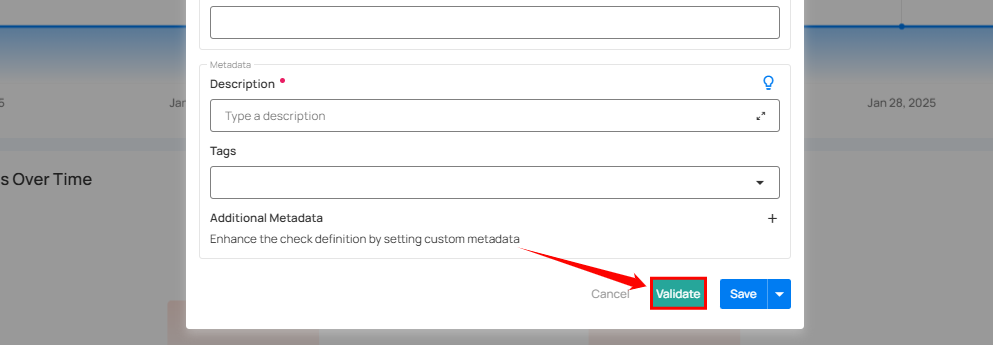 Metadata
Description
5
Jan
Jan 28, 2025
Type a description
Tags
s Over Time
Additional Metadata
Enhance the check definition by setting custom metadata
Cancel
Validate
Save